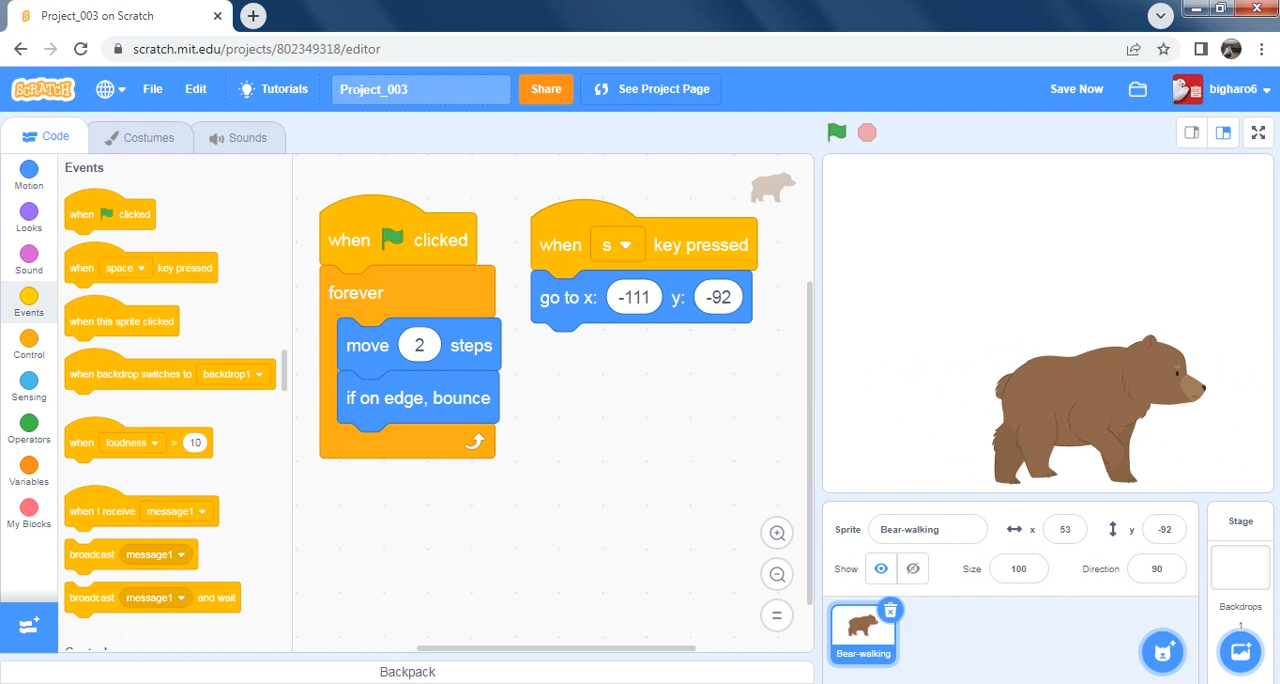 Project_003 on Scratch
scratch.mit.edu/projects/802349318/editor
SCRATCH File Edit Tutorials Project_003 Share See Project Page Save Now bigharo6
Code Costumes Sounds
Motion
Looks
Sound
Events
Control
Sensing
Operators
Variables
My Blocks
Events
when clicked
when space key pressed
when this sprite clicked
when backdrop switches to backdrop1
when loudness > 10
when I receive message1
broadcast message1
broadcast message1 and wait
when clicked
forever
move 2 steps
if on edge, bounce
when s key pressed
go to x: -111 y: -92
Sprite Bear-walking x 53 y -92
Show Size 100 Direction 90
Bear-walking
Stage
Backdrops
1
Backpack